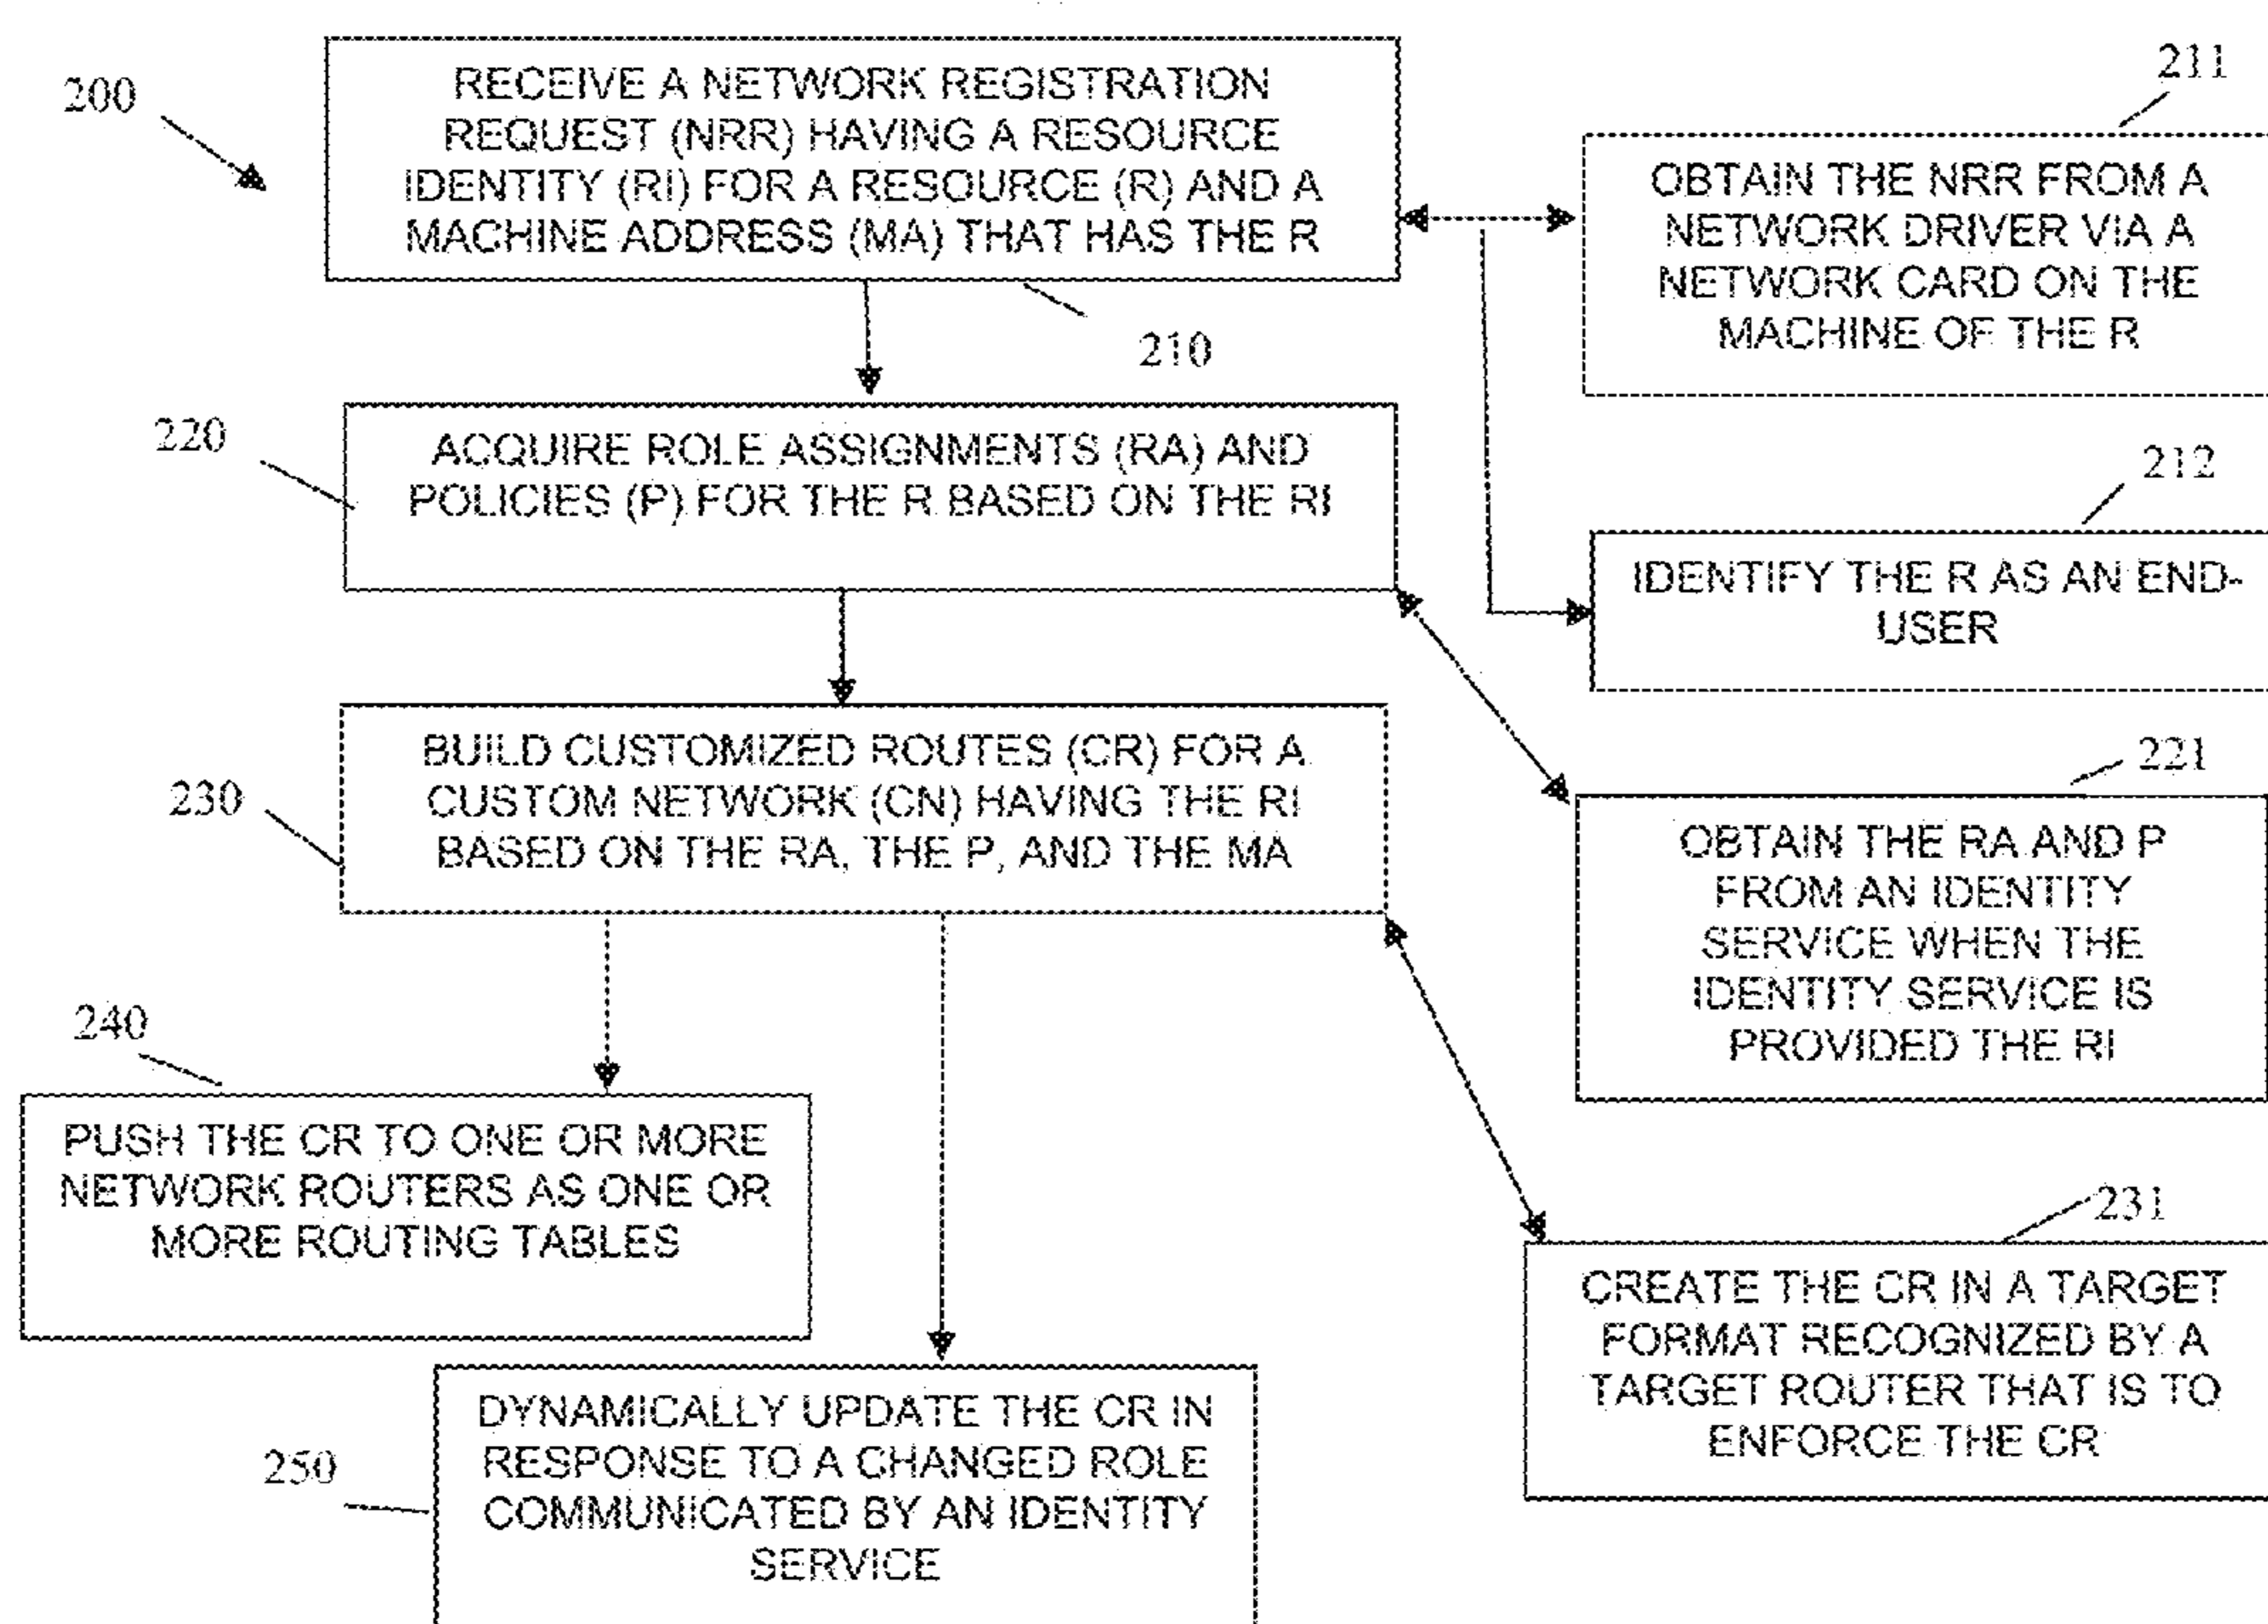 200
RECEIVE A NETWORK REGISTRATION
REQUEST (NRR) HAVING A RESOURCE
IDENTITY (RI) FOR A RESOURCE (R) AND A
MACHINE ADDRESS (MA) THAT HAS THE R
210
211
OBTAIN THE NRR FROM A
NETWORK DRIVER VIA A
NETWORK CARD ON THE
MACHINE OF THE R
220
ACQUIRE ROLE ASSIGNMENTS (RA) AND
POLICIES (P) FOR THE R BASED ON THE RI
212
IDENTIFY THE R AS AN END-
USER
230
BUILD CUSTOMIZED ROUTES (CR) FOR A
CUSTOM NETWORK (CN) HAVING THE RI
BASED ON THE RA, THE P, AND THE MA
221
OBTAIN THE RA AND P
FROM AN IDENTITY
SERVICE WHEN THE
IDENTITY SERVICE IS
PROVIDED THE RI
240
PUSH THE CR TO ONE OR MORE
NETWORK ROUTERS AS ONE OR
MORE ROUTING TABLES
231
CREATE THE CR IN A TARGET
FORMAT RECOGNIZED BY A
TARGET ROUTER THAT IS TO
ENFORCE THE CR
250
DYNAMICALLY UPDATE THE CR IN
RESPONSE TO A CHANGED ROLE
COMMUNICATED BY AN IDENTITY
SERVICE